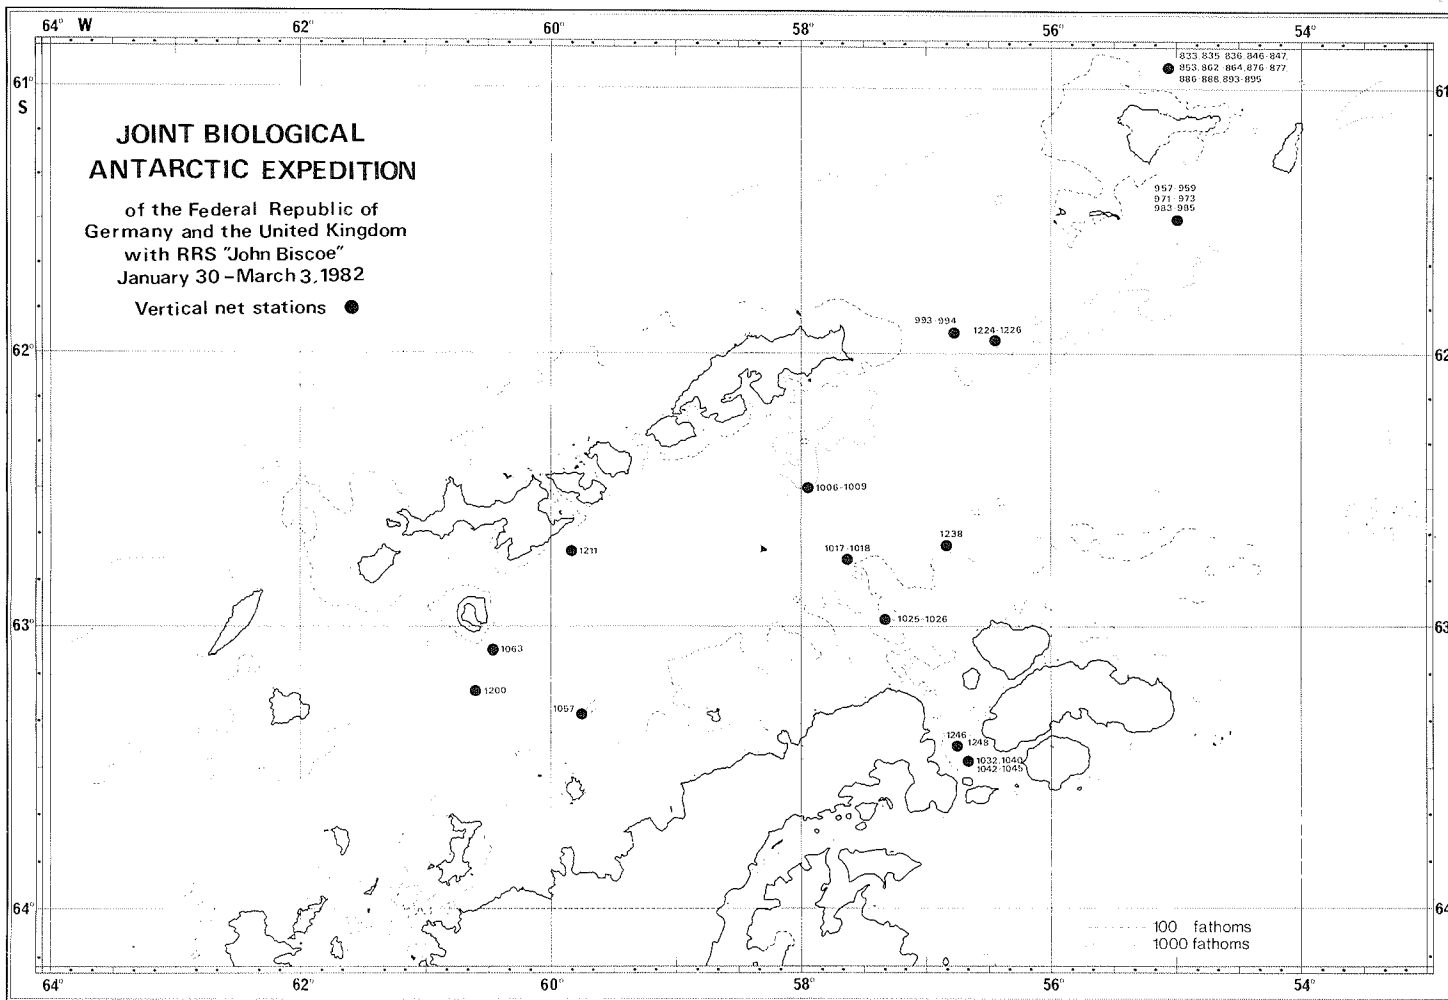 64° W 62° 60° 58° 56° 54°
61° 61
S
833,835-836,846-847,
853,862-864,876-877,
886-888,893-895
JOINT BIOLOGICAL
ANTARCTIC EXPEDITION
of the Federal Republic of
Germany and the United Kingdom
with RRS "John Biscoe"
January 30 – March 3, 1982
Vertical net stations
957-959
971-973
983-985
993-994
1224-1226
62° 62
1006-1009
1211
1017-1018
1238
63° 63
1025-1026
1063
1200
1057
1246-
1248
1032,1040
1042-1045
64° 64
100 fathoms
1000 fathoms
64° 62° 60° 58° 56° 54°